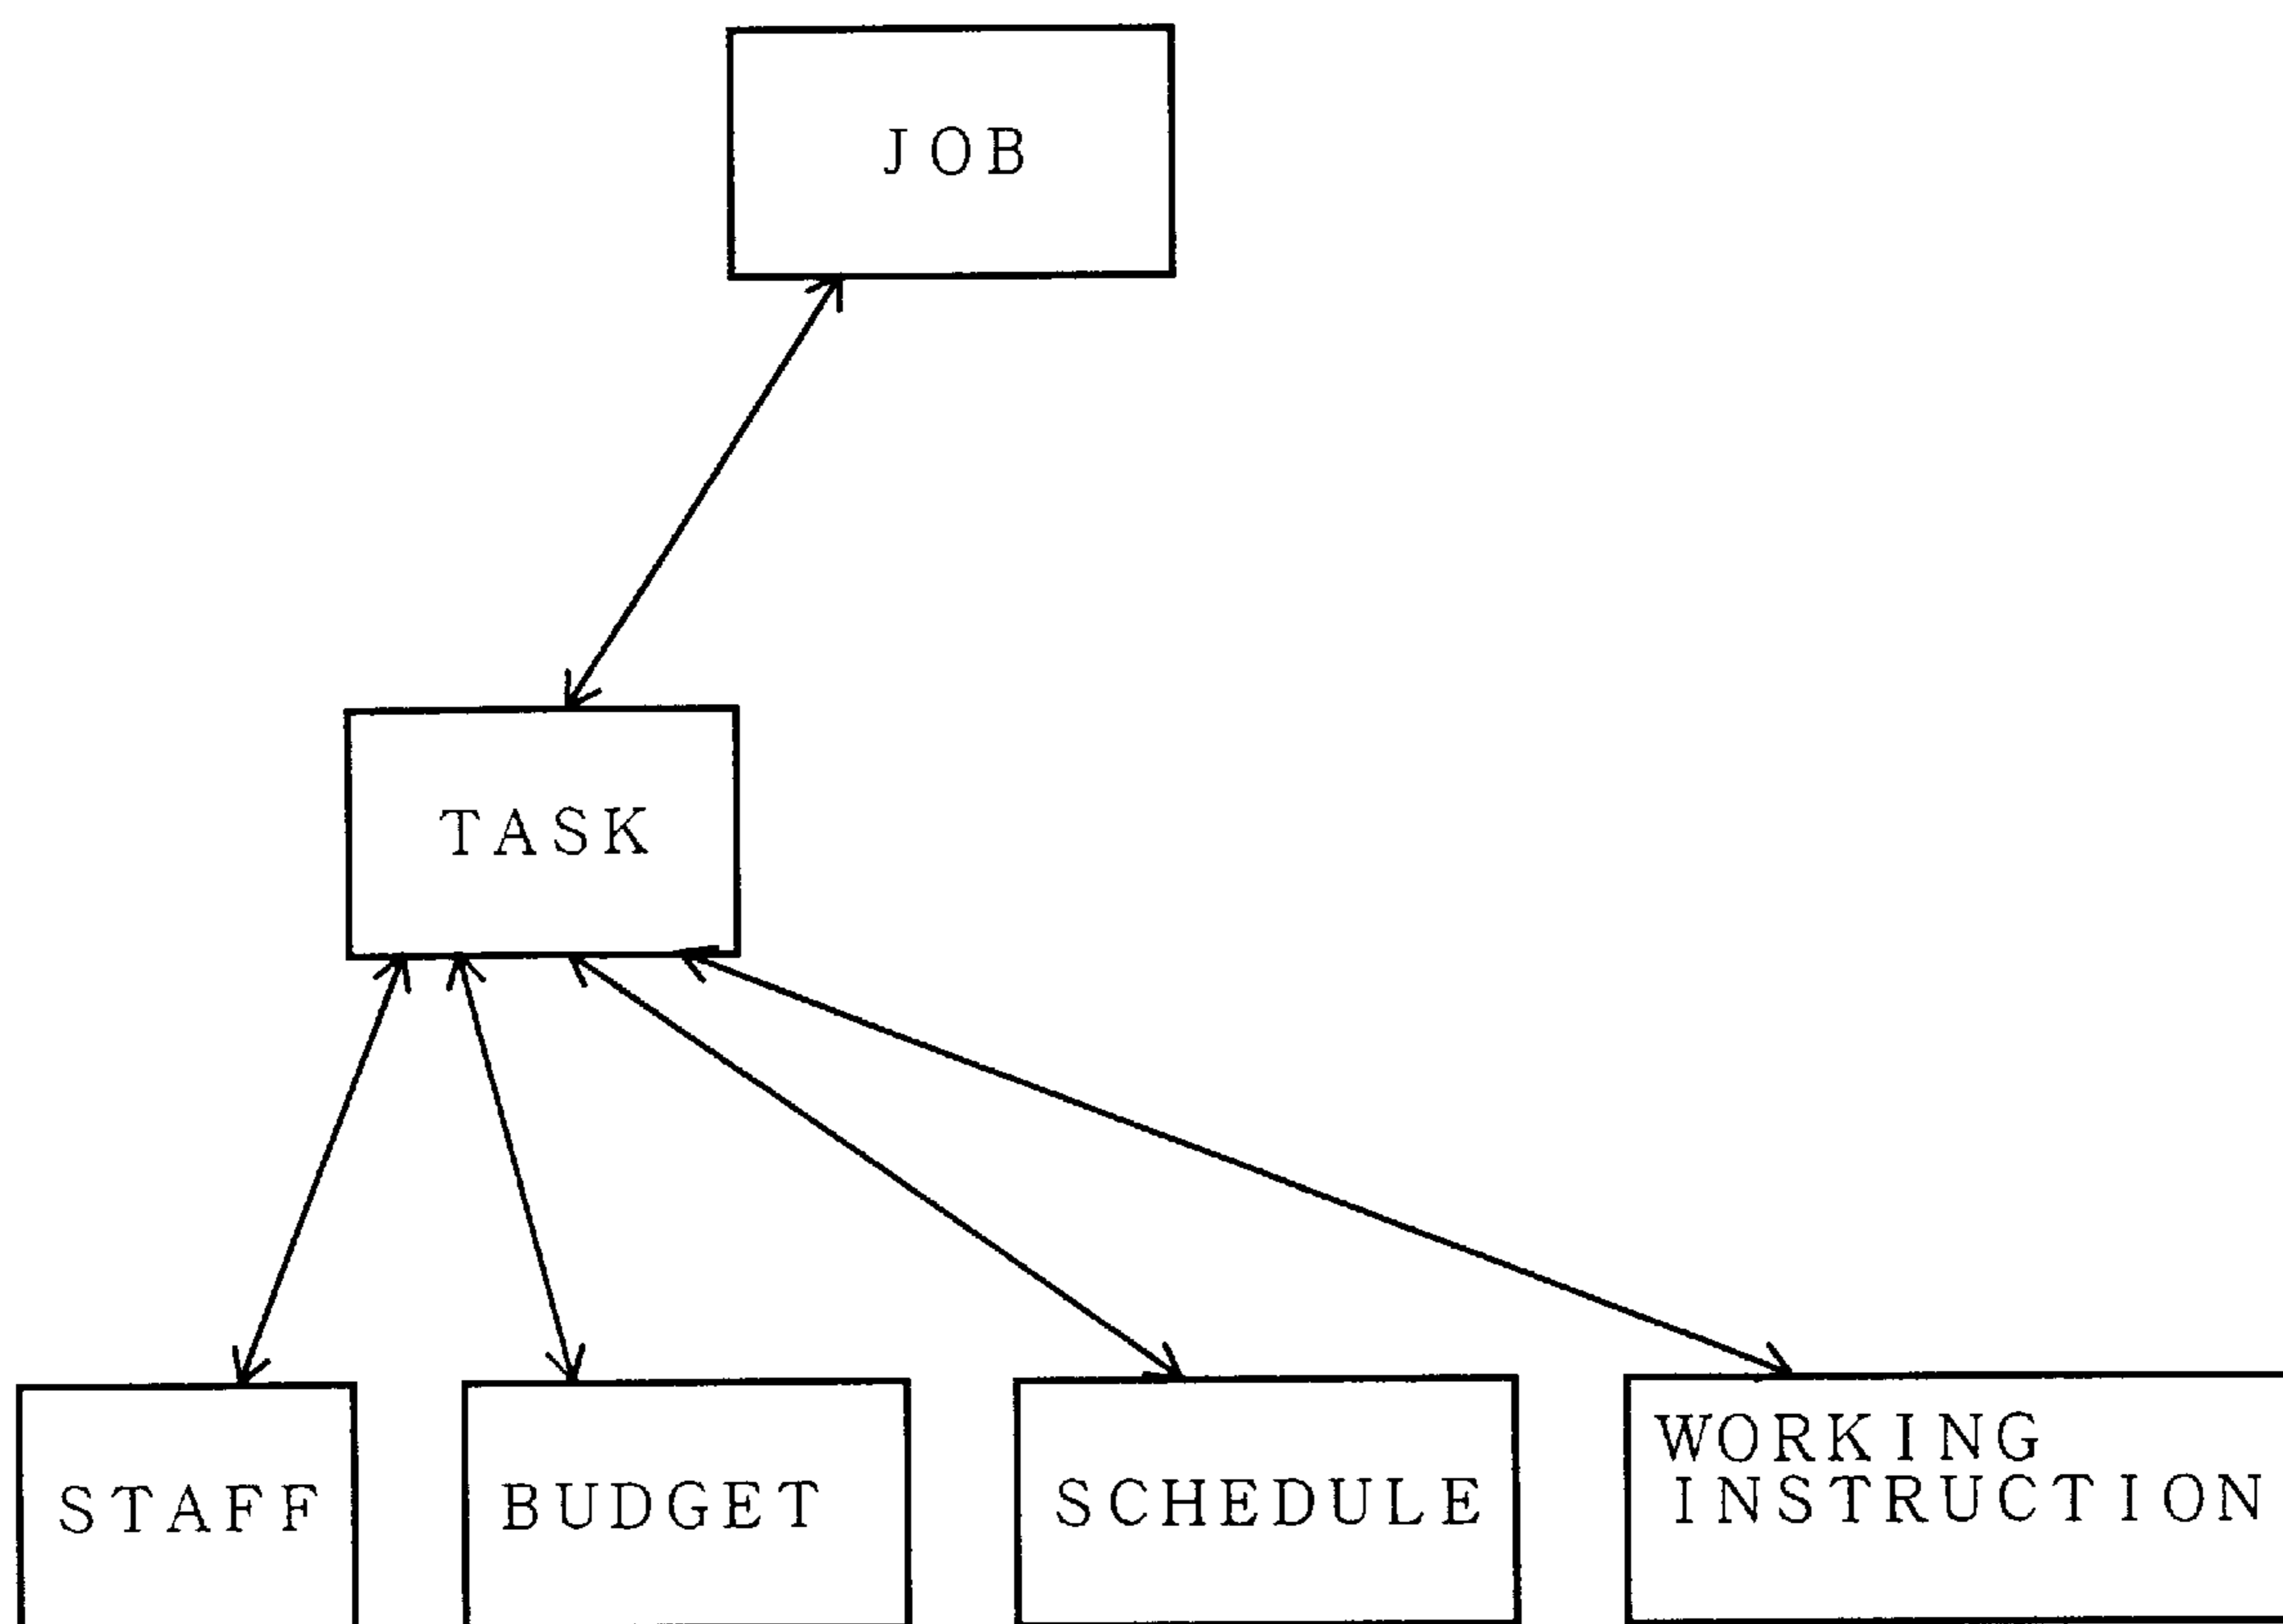 JOB
TASK
STAFF
BUDGET
SCHEDULE
WORKING
INSTRUCTION